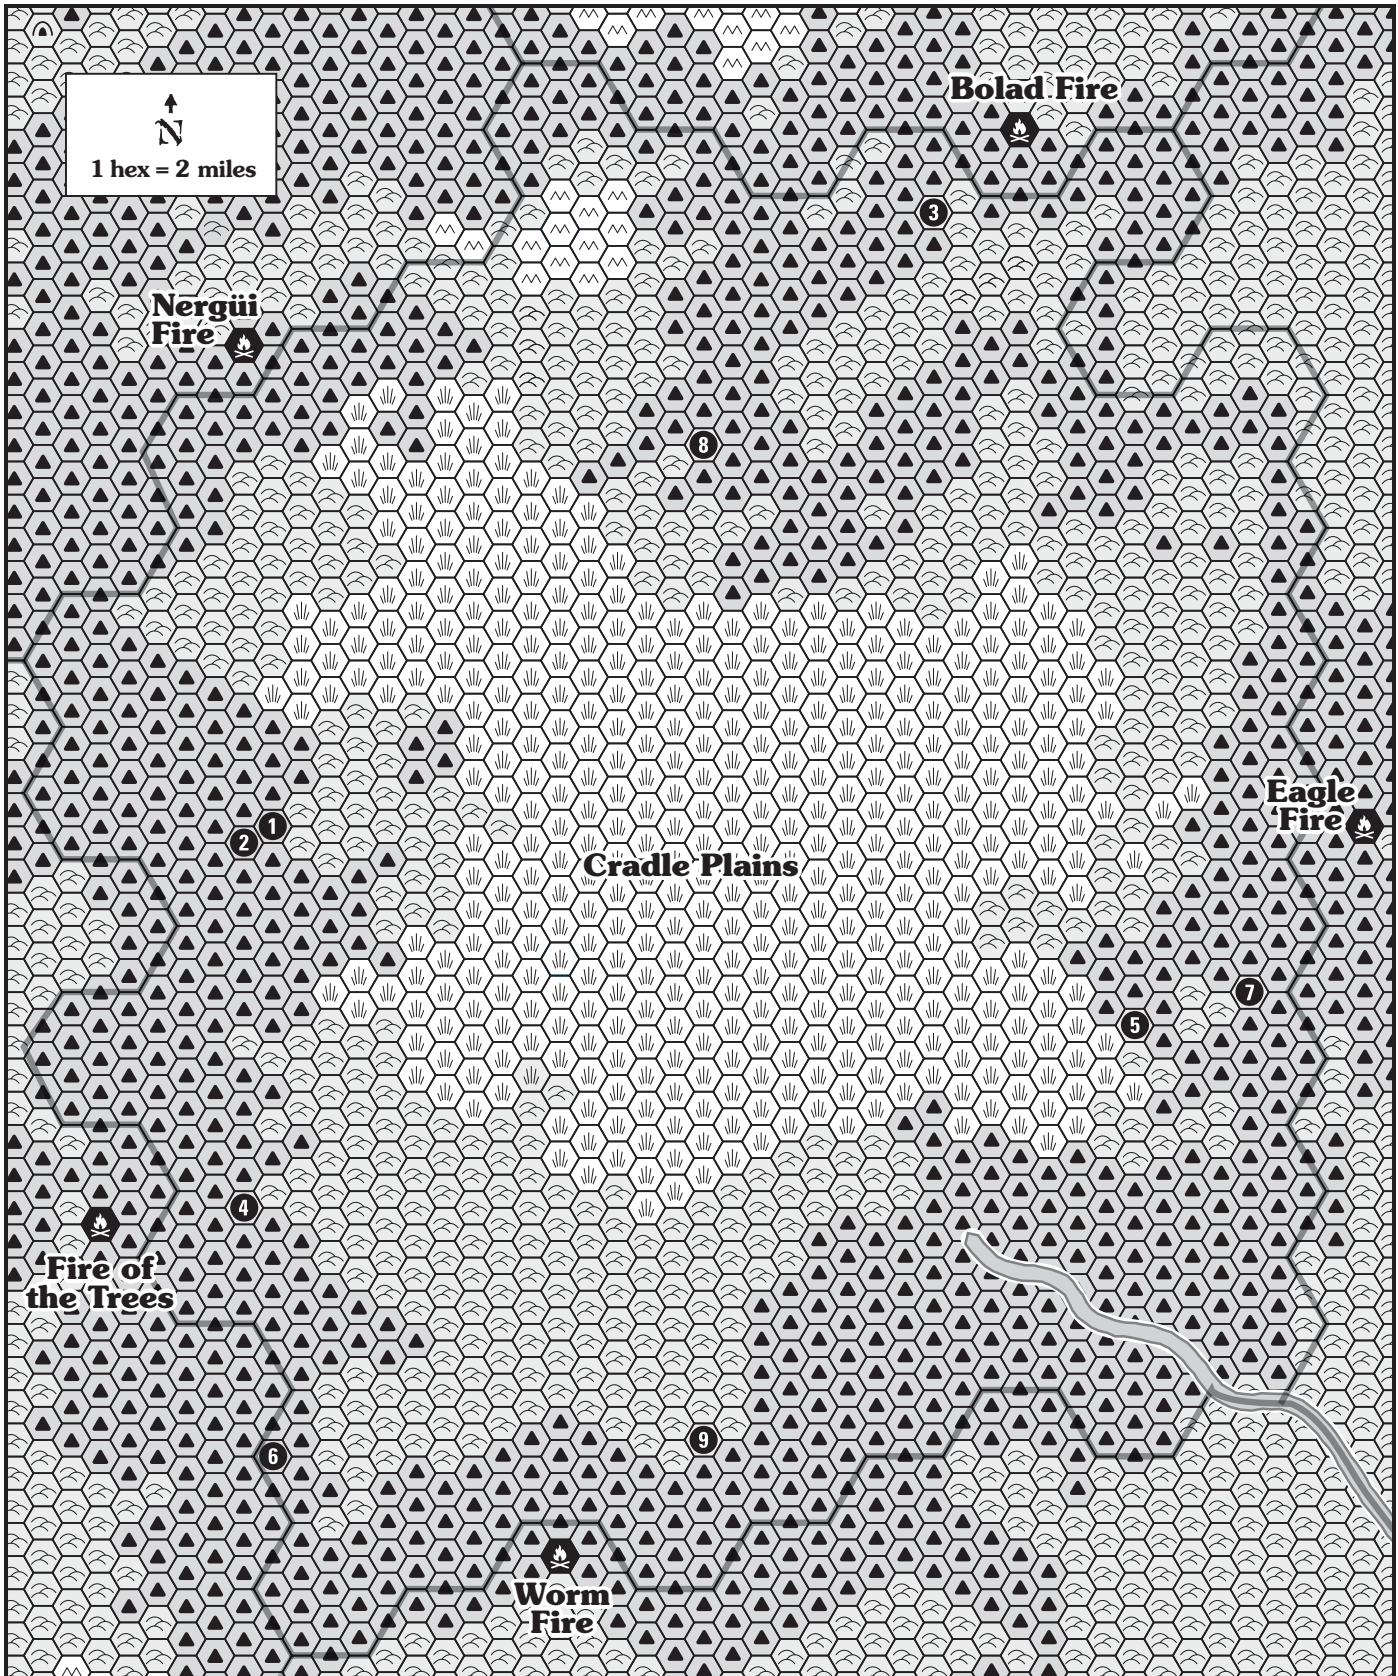 Bolad Fire
N
1 hex = 2 miles
3
Nergüi
Fire
8
Eagle
Fire
1
2
Cradle Plains
7
5
4
Fire of
the Trees
9
6
Worm
Fire